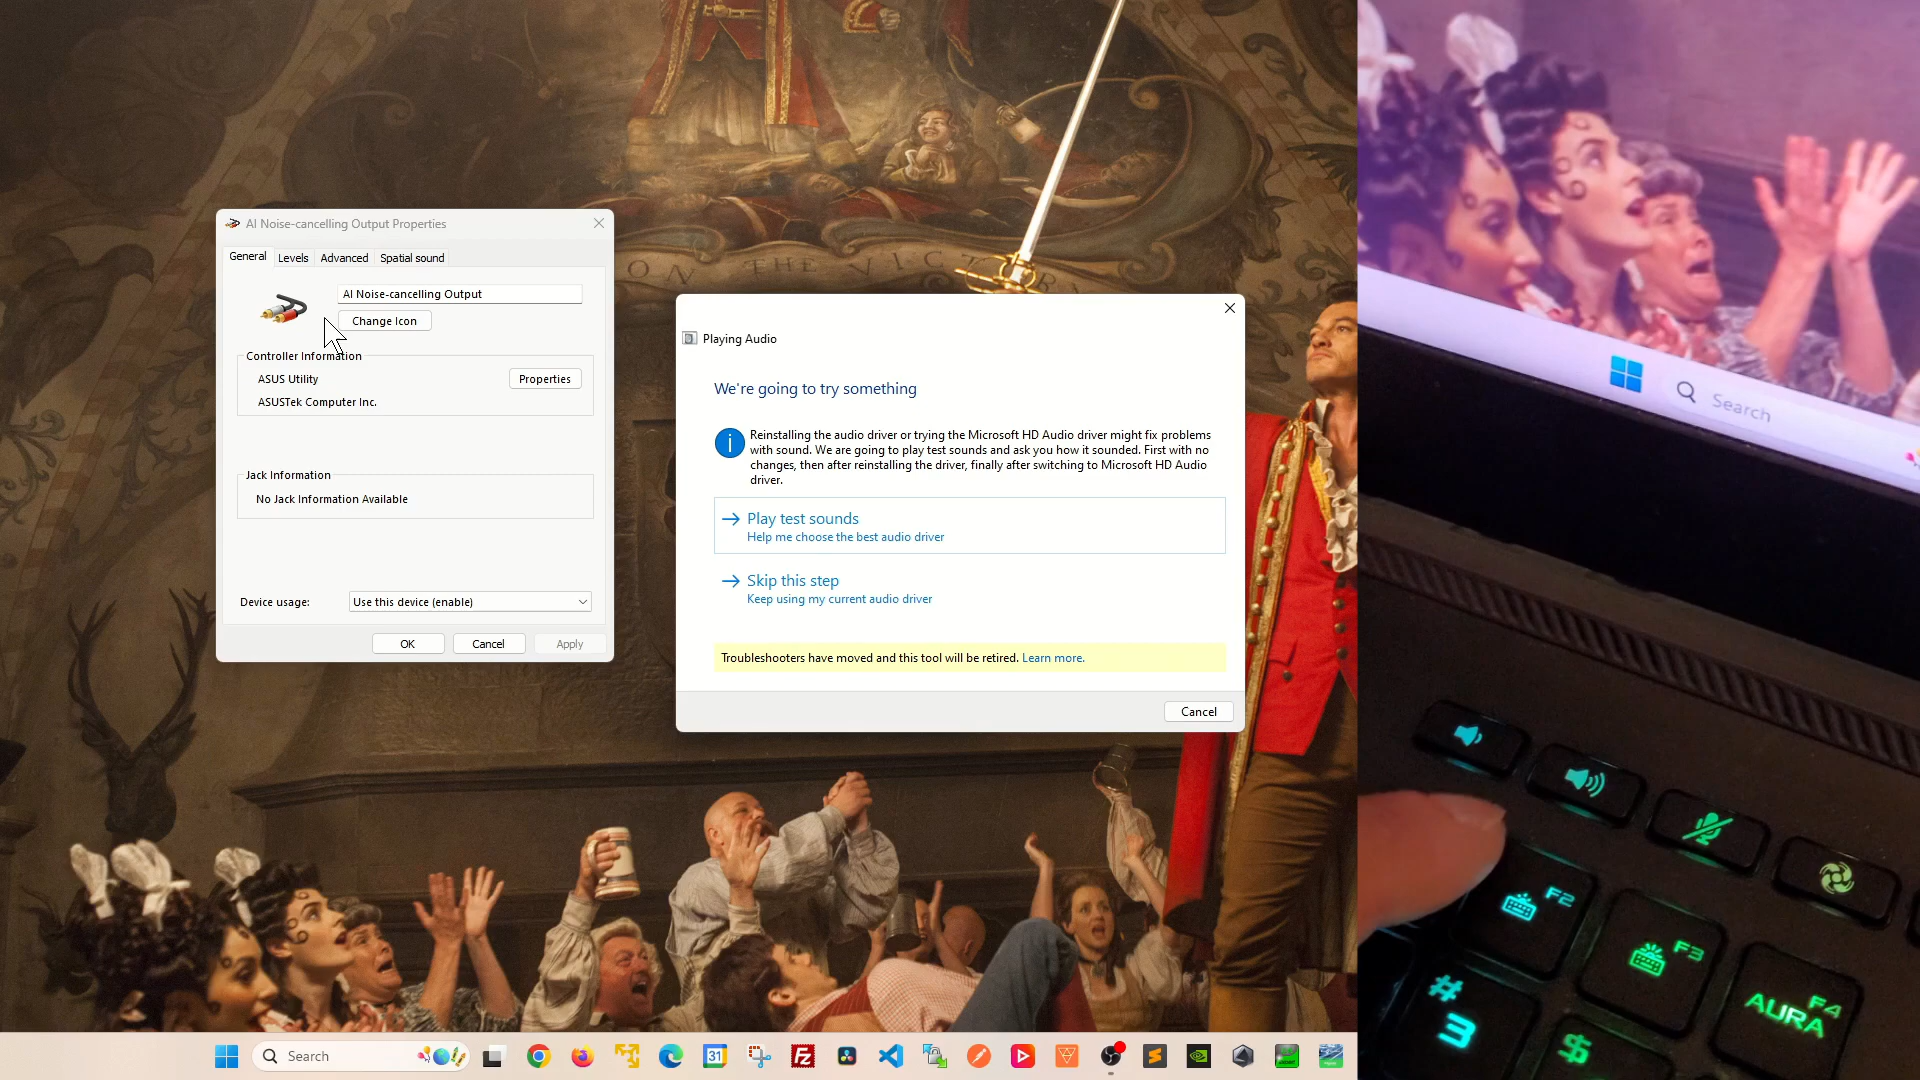 ON THE VICTOR
AI Noise-cancelling Output Properties
General
Levels
Advanced
Spatial sound
AI Noise-cancelling Output
Change Icon
Controller Information
ASUS Utility
Properties
ASUSTek Computer Inc.
Jack Information
No Jack Information Available
Device usage:
Use this device (enable)
OK
Cancel
Apply
Playing Audio
We're going to try something
Reinstalling the audio driver or trying the Microsoft HD Audio driver might fix problems
with sound. We are going to play test sounds and ask you how it sounded. First with no
changes, then after reinstalling the driver, finally after switching to Microsoft HD Audio
driver.
Play test sounds
Help me choose the best audio driver
Skip this step
Keep using my current audio driver
Troubleshooters have moved and this tool will be retired. Learn more.
Cancel
Search
31
Search
F2
F3
F4
AURA
#
3
$